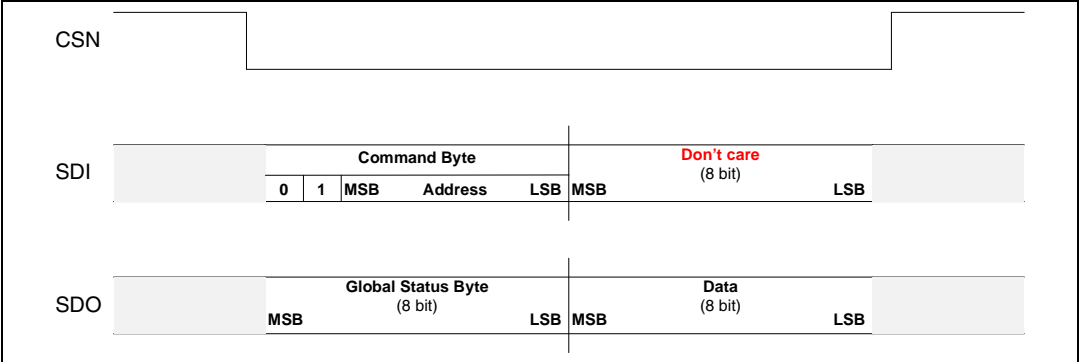 CSN
SDI
Command Byte
0 1 MSB Address LSB
Don't care
(8 bit)
MSB LSB
SDO
Global Status Byte
(8 bit)
MSB LSB
Data
(8 bit)
MSB LSB